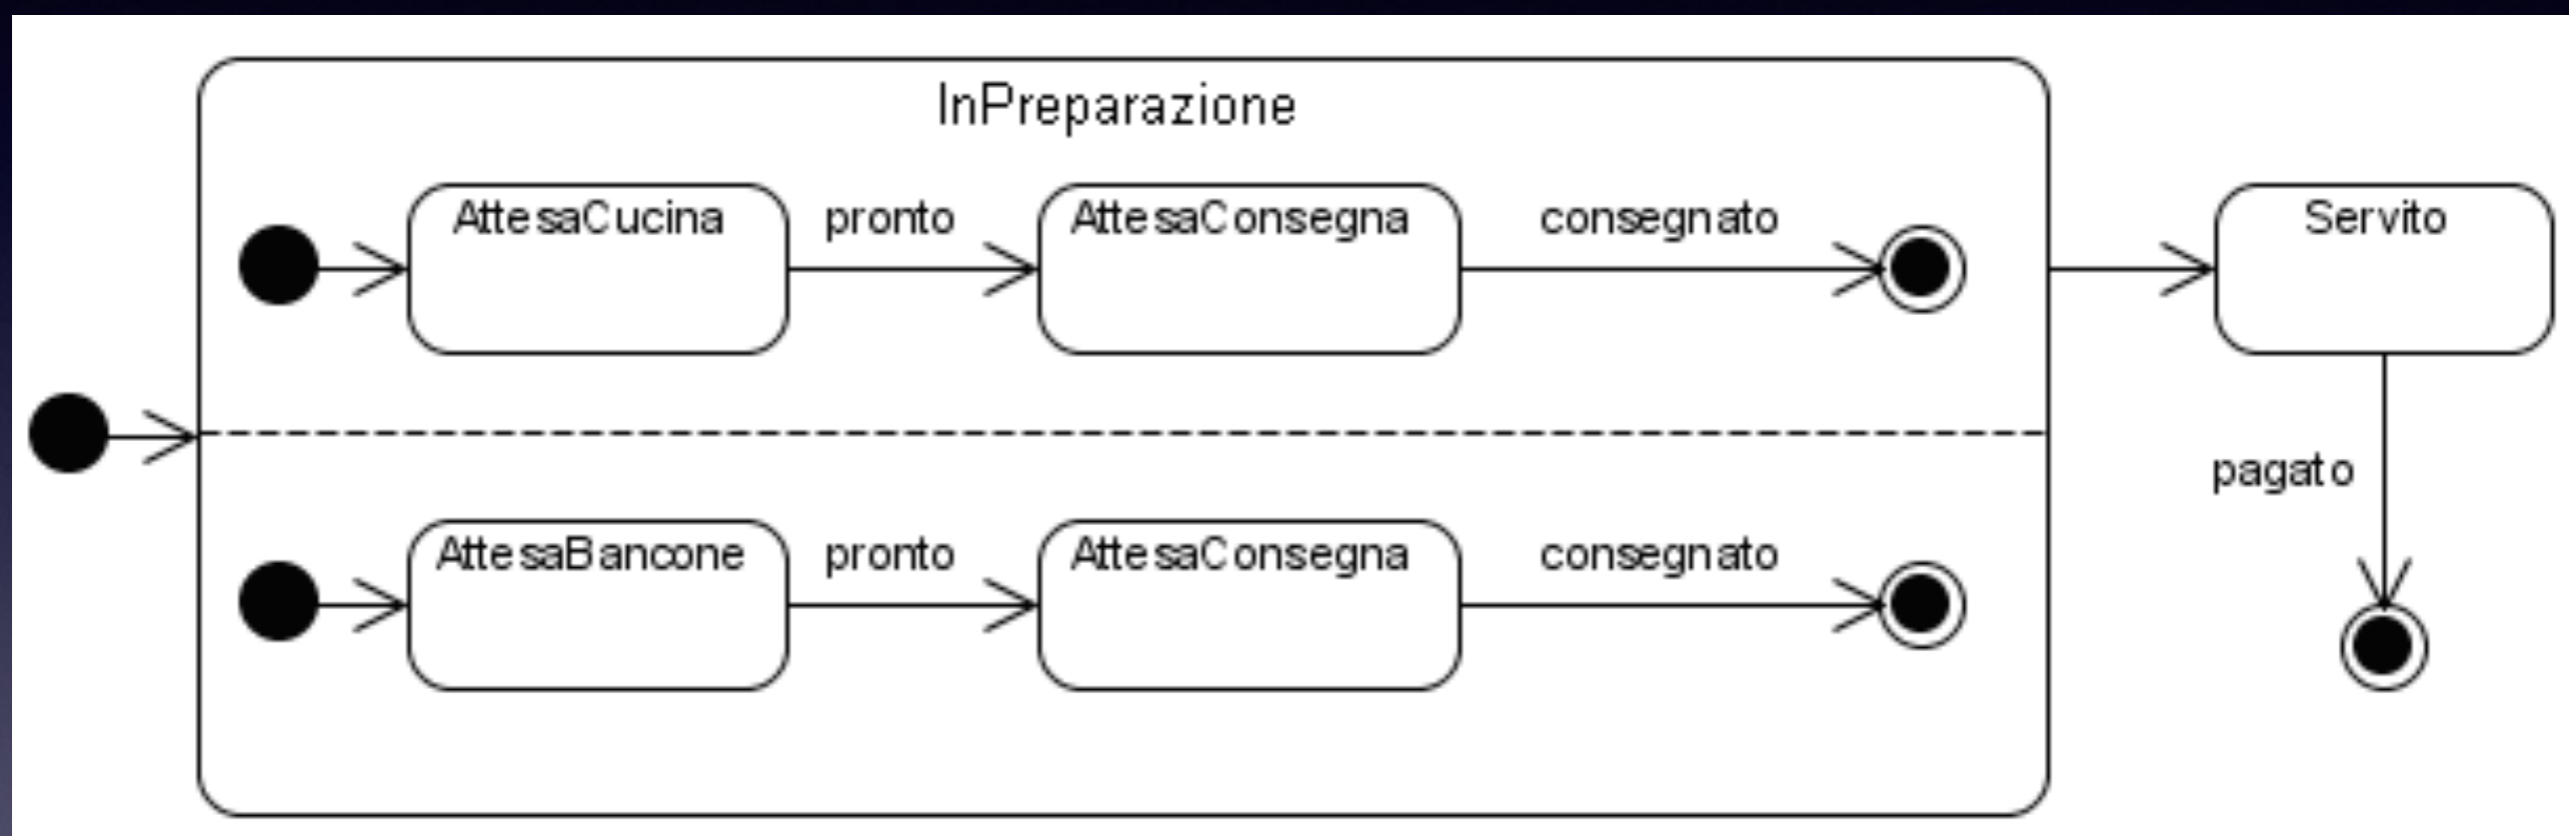 InPreparazione
AttesaCucina pronto AttesaConsegna consegnato Servito
pagato
AttesaBancone pronto AttesaConsegna consegnato